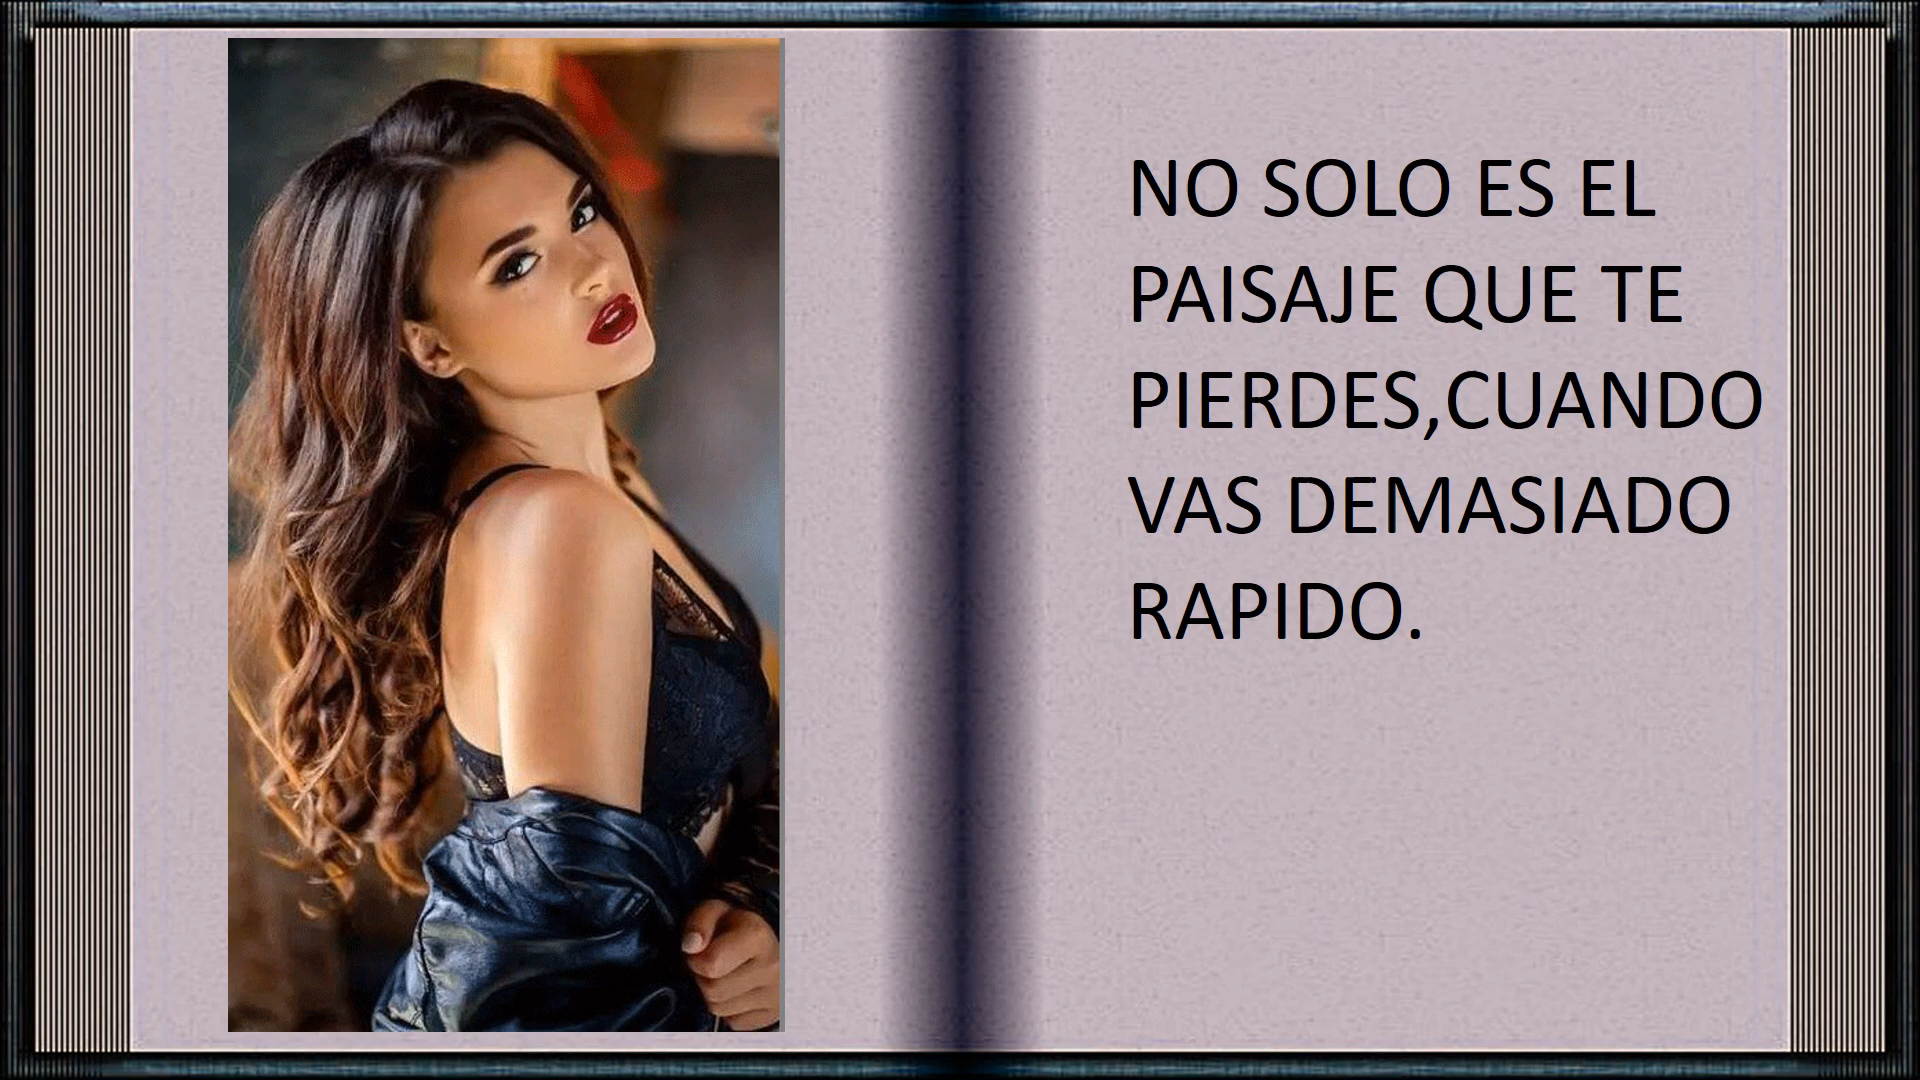 NO SOLO ES EL
PAISAJE QUE TE
PIERDES,CUANDO
VAS DEMASIADO
RAPIDO.